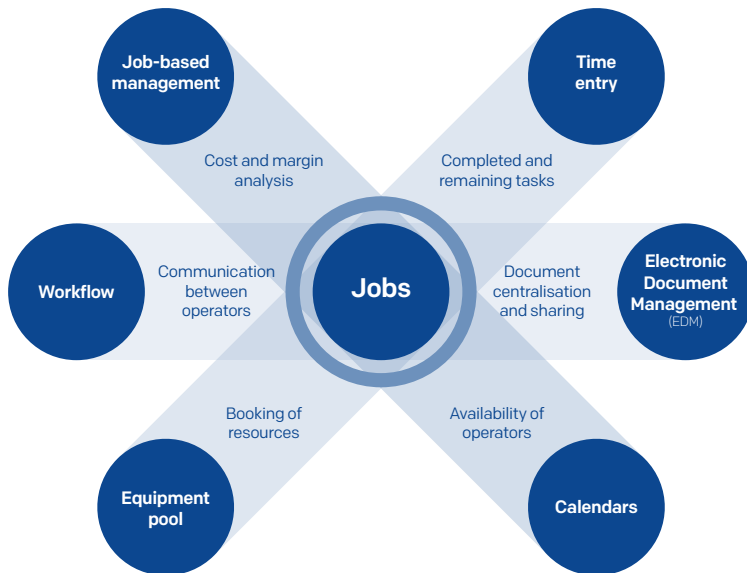 Job-based
management
Time
entry
Cost and margin
analysis
Completed and
remaining tasks
Workflow
Communication
between
operators
Jobs
Document
centralisation
and sharing
Electronic
Document
Management
(EDM)
Booking of
resources
Availability of
operators
Equipment
pool
Calendars